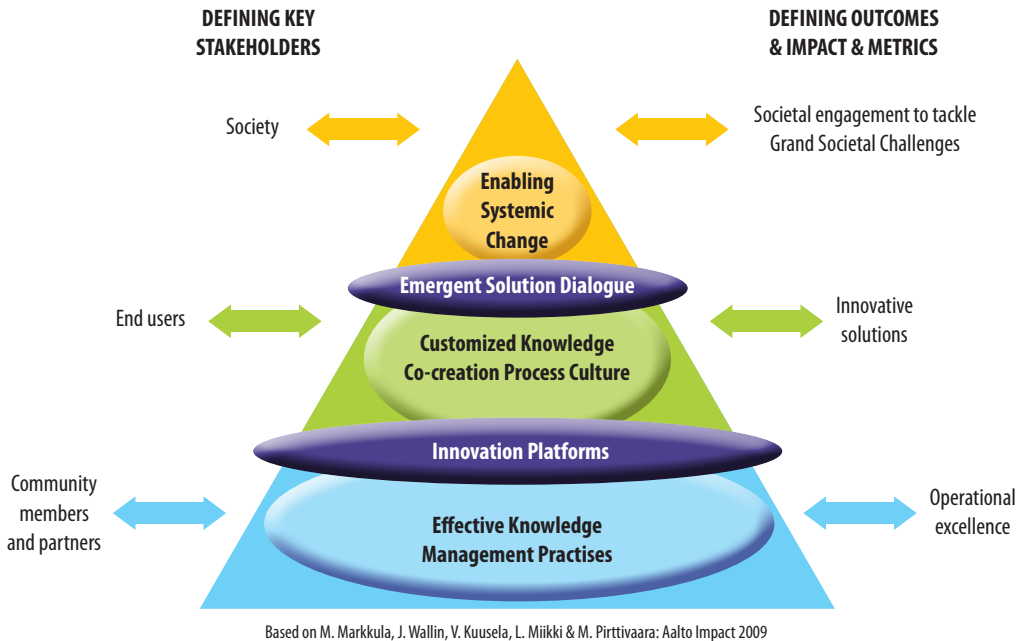 DEFINING KEY
STAKEHOLDERS
DEFINING OUTCOMES
& IMPACT & METRICS
Society
Societal engagement to tackle
Grand Societal Challenges
Enabling
Systemic
Change
Emergent Solution Dialogue
End users
Innovative
solutions
Customized Knowledge
Co-creation Process Culture
Innovation Platforms
Community
members
and partners
Operational
excellence
Effective Knowledge
Management Practises
Based on M. Markkula, J. Wallin, V. Kuusela, L. Miikki & M. Pirttivaara: Aalto Impact 2009